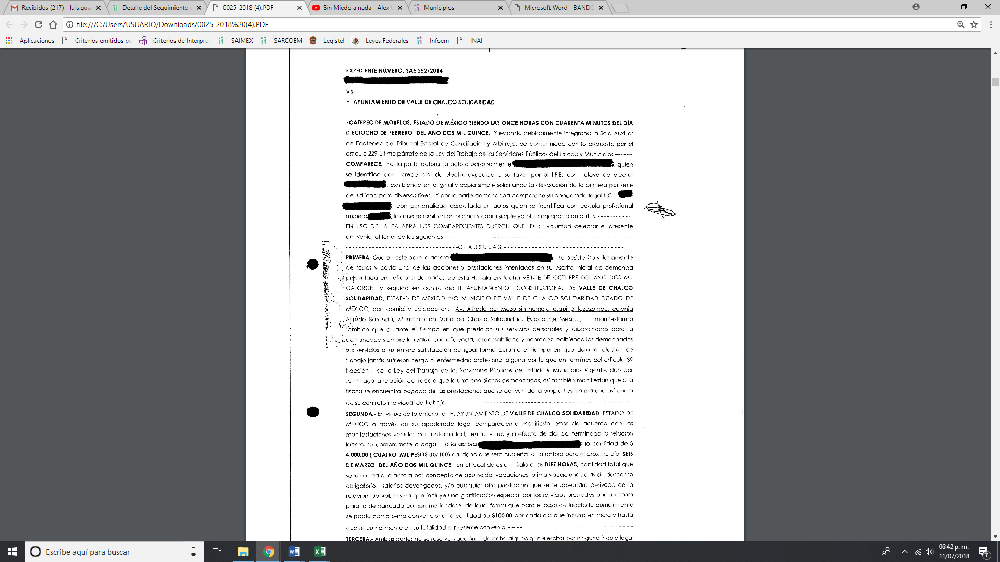 Recibidos (217) - luis.gua
Detalle del Seguimiento
0025-2018 (4).PDF
Sin Miedo a nada - Alex
Municipios
Microsoft Word - BANDO
file:///C:/Users/USUARIO/Downloads/0025-2018%20(4).PDF
Aplicaciones
Criterios emitidos po
Criterios de Interpret
SAIMEX
SARCOEM
Legistel
Leyes Federales
Infoem
INAI
EXPEDIENTE NÚMERO: SAE 252/2014
VS.
H. AYUNTAMIENTO DE VALLE DE CHALCO SOLIDARIDAD
ECATEPEC DE MORELOS, ESTADO DE MÉXICO SIENDO LAS ONCE HORAS CON CUARENTA MINUTOS DEL DÍA
DIECIOCHO DE FEBRERO DEL AÑO DOS MIL QUINCE, Y estando debidamente integrada la Sala Auxiliar
de Ecatepec del Tribunal Estatal de Conciliación y Arbitraje, de conformidad con lo dispuesto por el
artículo 229 último párrafo de la Ley del Trabajo de los Servidores Públicos del Estado y Municipios.-------
COMPARECE. Por la parte actora la actora personalmente , quien
se identifica con credencial de elector expedida a su favor por el I.F.E. con clave de elector
, exhibiendo en original y copia simple solicitando la devolución de la primera por serle
de utilidad para diversos fines. Y por la parte demandada comparece su apoderado legal LIC.
, con personalidad acreditada en autos quien se identifica con cedula profesional
número , las que se exhiben en original y copia simple ya obra agregada en autos. - - - - - - - - - -
EN USO DE LA PALABRA LOS COMPARECIENTES DIJERON QUE: Es su voluntad celebrar el presente
convenio, al tenor de las siguientes - - - - - - - - - - - - - - - - - - - -
- - - - - - - - - - C L A U S U L A S: - - - - - - - - - -
PRIMERA: Que en este acto la actora se desiste lisa y llanamente
de todas y cada una de las acciones y prestaciones intentadas en su escrito inicial de demanda
presentada en oficialía de partes de esta H. Sala en fecha VEINTE DE OCTUBRE DEL AÑO DOS MIL
CATORCE y seguida en contra de: H. AYUNTAMIENTO CONSTITUCIONAL DE VALLE DE CHALCO
SOLIDARIDAD, ESTADO DE MEXICO Y/O MUNICIPIO DE VALLE DE CHALCO SOLIDARIDAD ESTADO DE
MEXICO, con domicilio ubicado en: Av. Alfredo del Mazo sin numero esquina tezozomoc, colonia
Alfredo Baranda, Municipio de Valle de Chalco Solidaridad, Estado de Mexico, manifestando
también que durante el tiempo en que prestaron sus servicios personales y subordinados para la
demandada siempre lo realizo con eficiencia, responsabilidad y honradez recibiendo los demandados
sus servicios a su entera satisfacción de igual forma durante el tiempo en que duro la relación de
trabajo jamás sufrieron riesgo ni enfermedad profesional alguna por lo que en términos del artículo 89
fracción II de la Ley del Trabajo de los Servidores Públicos del Estado y Municipios Vigente, dan por
terminada la relación de trabajo que le unía con dichos demandados, así también manifiestan que a la
fecha se encuentra pagado de las prestaciones que se derivan de la propia Ley en materia así como
de su contrato individual de trabajo.- - - - - - - - - - - - - - - - - - - -
SEGUNDA.- En virtud de lo anterior el H. AYUNTAMIENTO DE VALLE DE CHALCO SOLIDARIDAD ESTADO DE
MEXICO a través de su apoderado legal compareciente manifiesta estar de acuerdo con las
manifestaciones vertidas con anterioridad, en tal virtud y a efecto de dar por terminada la relación
laboral se compromete a pagar a la actora la cantidad de $
4,000.00 ( CUATRO MIL PESOS 00/100) cantidad que será cubierta a la actora para el próximo día SEIS
DE MARZO DEL AÑO DOS MIL QUINCE, en el local de esta h. Sala a las DIEZ HORAS, cantidad total que
se le otorga a la actora por concepto de aguinaldo, vacaciones, prima vacacional, días de descanso
obligatorio, salarios devengados, y/o cualquier otra prestación que se le adeudara derivada de la
relación laboral, misma que incluye una gratificación especial por los servicios prestados por la actora
para la demandada comprometiéndose de igual forma que para el caso de indebido cumplimiento
se pacta como pena convencional la cantidad de $100.00 por cada día que incurra en mora y hasta
que se cumplimente en su totalidad el presente convenio. - - - - - - - - - - - - - - - - - - - -
TERCERA.- Ambas partes no se reservan acción ni derecho alguno que ejercitar por ninguna índole legal
Escribe aquí para buscar
06:42 p. m.
11/07/2018
7